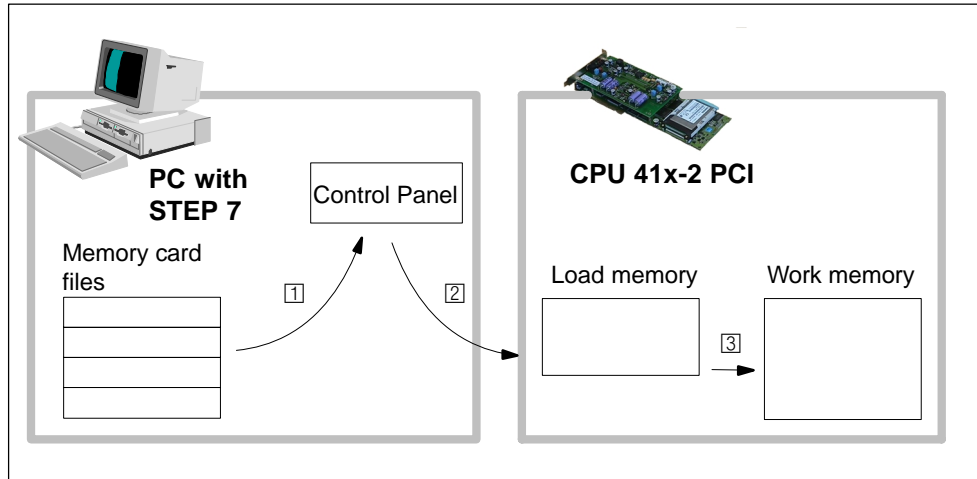 PC with
STEP 7
Control Panel
Memory card
files
1
2
CPU 41x-2 PCI
Load memory
Work memory
3